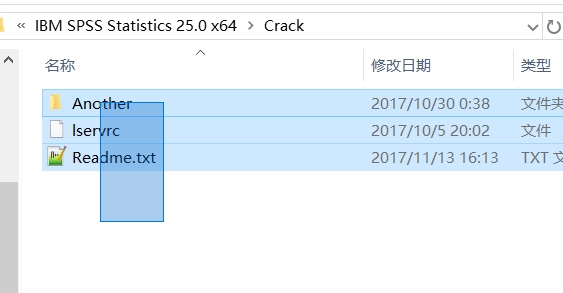 « IBM SPSS Statistics 25.0 x64 > Crack
名称 修改日期 类型
Another 2017/10/30 0:38 文件夹
lservrc 2017/10/5 20:02 文件
Readme.txt 2017/11/13 16:13 TXT 文